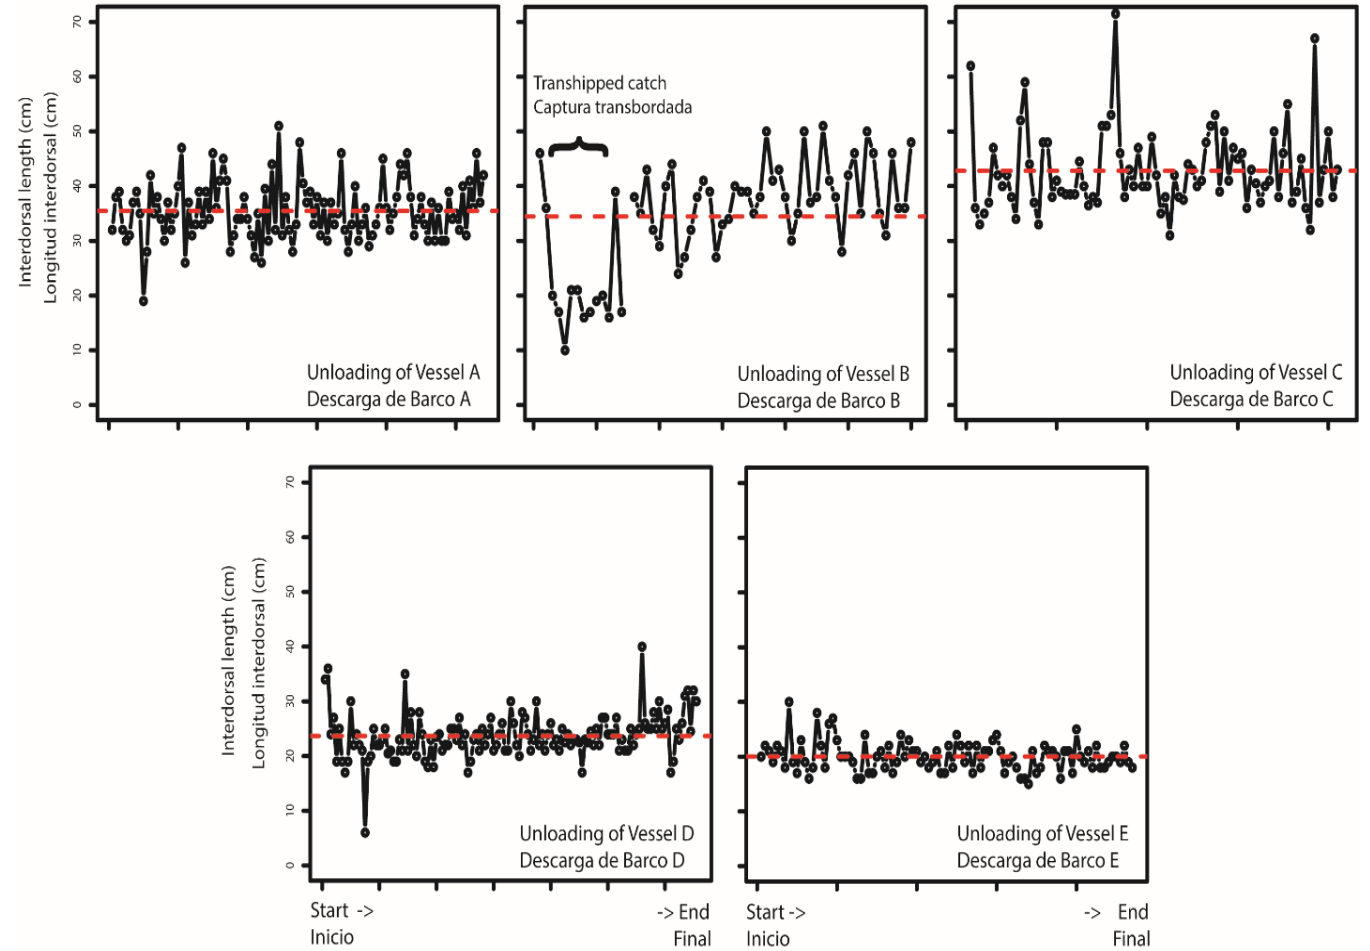 Interdorsal length (cm)
Longitud interdorsal (cm)
70
60
50
40
30
20
10
0
Unloading of Vessel A
Descarga de Barco A
Transhipped catch
Captura transbordada
Unloading of Vessel B
Descarga de Barco B
Unloading of Vessel C
Descarga de Barco C
Interdorsal length (cm)
Longitud interdorsal (cm)
70
60
50
40
30
20
10
0
Unloading of Vessel D
Descarga de Barco D
Unloading of Vessel E
Descarga de Barco E
Start -> -> End
Inicio Final
Start -> -> End
Inicio Final